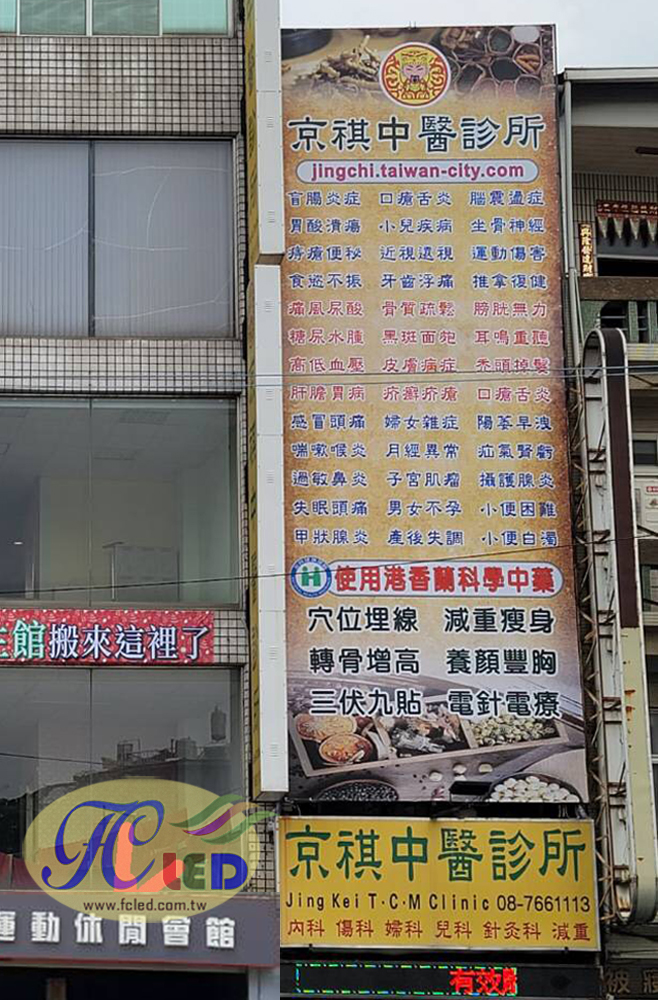 京祺中醫診所
jingchi.taiwan-city.com
盲腸炎症 口瘡舌炎 腦震盪症
胃酸潰瘍 小兒疾病 坐骨神經
痔瘡便秘 近視遠視 運動傷害
食慾不振 牙齒浮痛 推拿復健
痛風尿酸 骨質疏鬆 膀胱無力
糖尿水腫 黑斑面皰 耳鳴重聽
高低血壓 皮膚病症 禿頭掉髮
肝膽胃病 疥癬疥瘡 口瘡舌炎
感冒頭痛 婦女雜症 陽萎早洩
喘嗽喉炎 月經異常 疝氣腎虧
過敏鼻炎 子宮肌瘤 攝護腺炎
失眠頭痛 男女不孕 小便困難
甲狀腺炎 產後失調 小便白濁
使用港香蘭科學中藥
穴位埋線 減重瘦身
轉骨增高 養顏豐胸
三伏九貼 電針電療
館搬來這裡了
FC LED
www.fcled.com.tw
運動休閒會館
京祺中醫診所
Jing Kei T.C.M Clinic 08-7661113
內科 傷科 婦科 兒科 針灸科 減重
有效